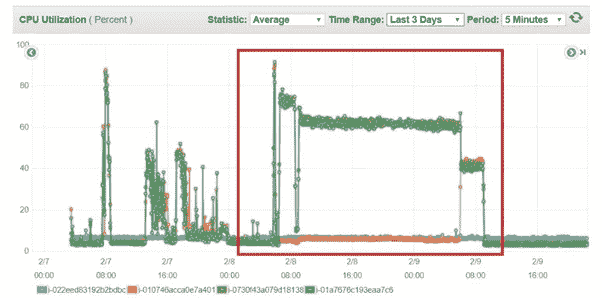 CPU Utilization ( Percent ) Statistic: Average Time Range: Last 3 Days Period: 5 Minutes
100
80
60
40
20
0
2/7 2/7 2/7 2/8 2/8 2/8 2/9 2/9 2/9
00:00 08:00 16:00 00:00 08:00 16:00 00:00 08:00 16:00
i-022eed83192b2bdbc i-010746acca0e7a401 i-0730f43a079d18138 i-01a7676c193eaa7c6